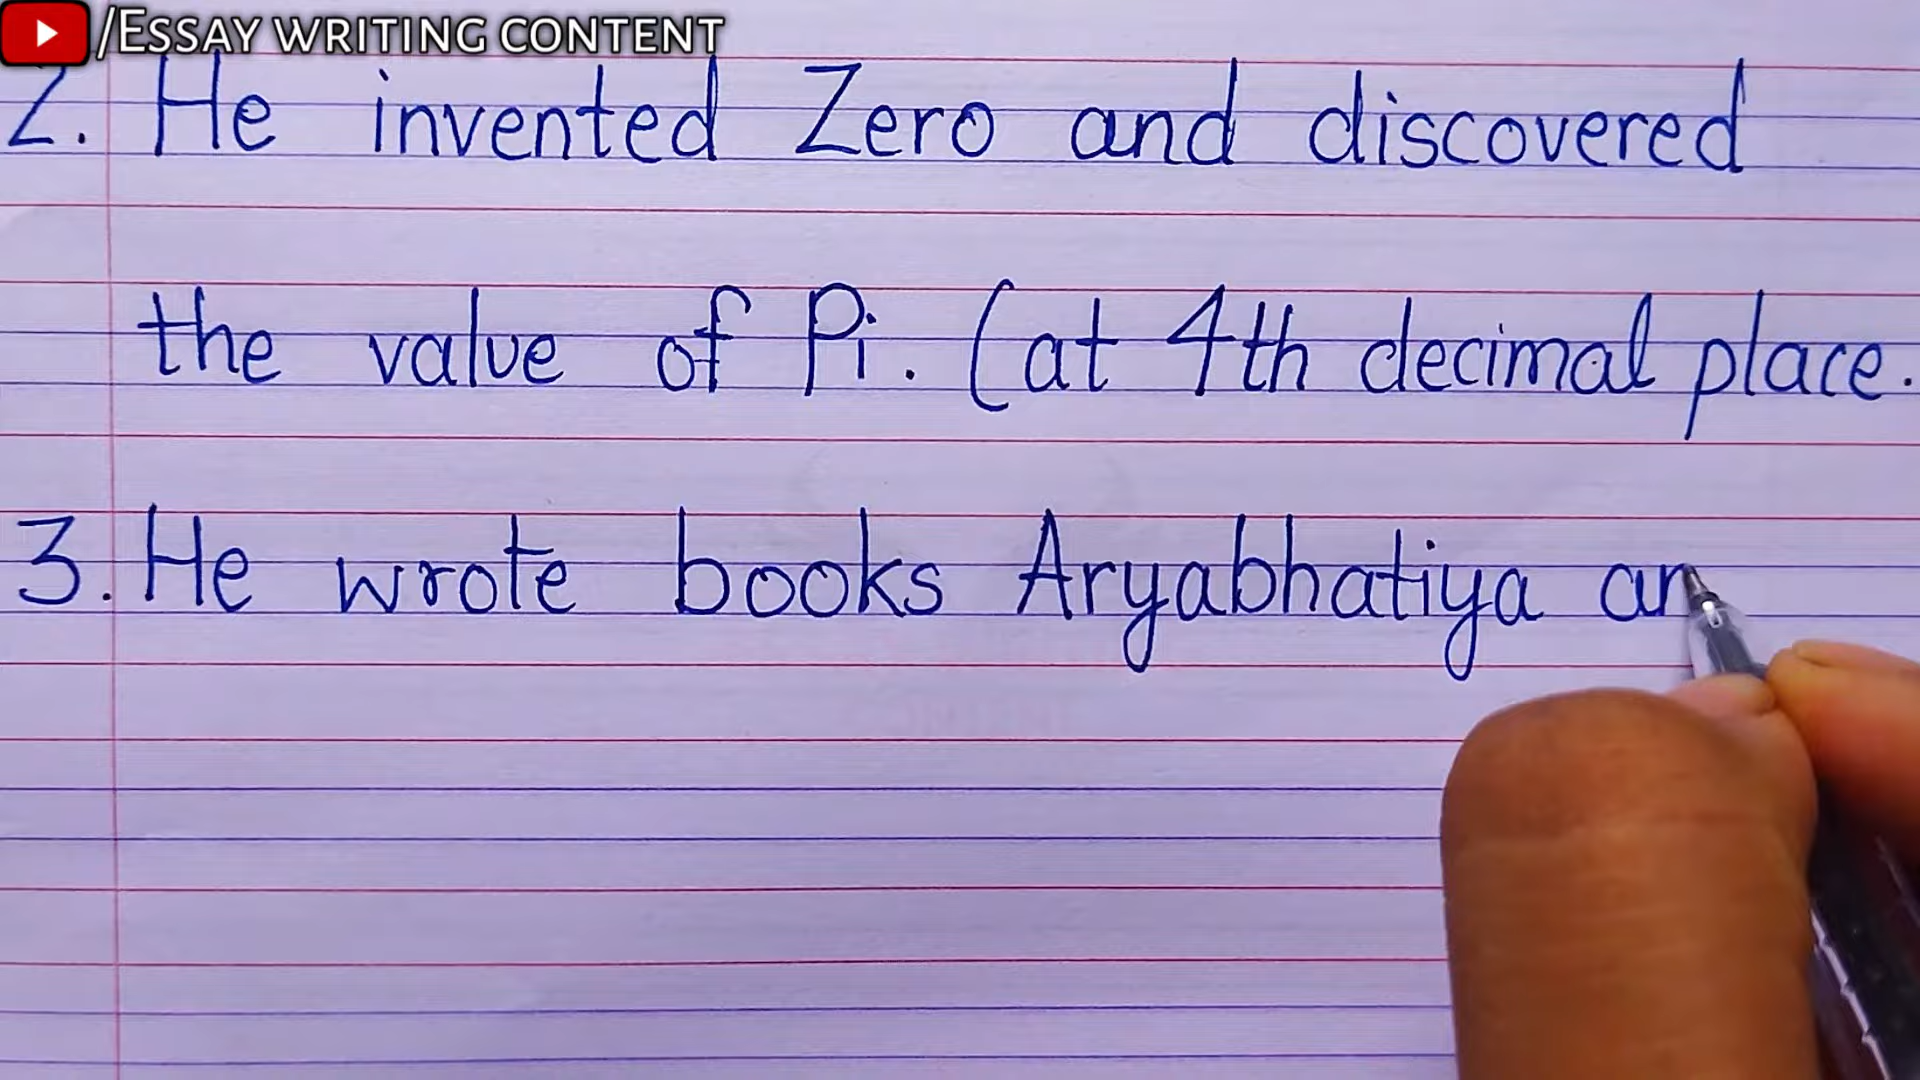 /ESSAY WRITING CONTENT
2. He invented Zero and discovered
the value of Pi. (at 4th decimal place.
3. He wrote books Aryabhatiya an